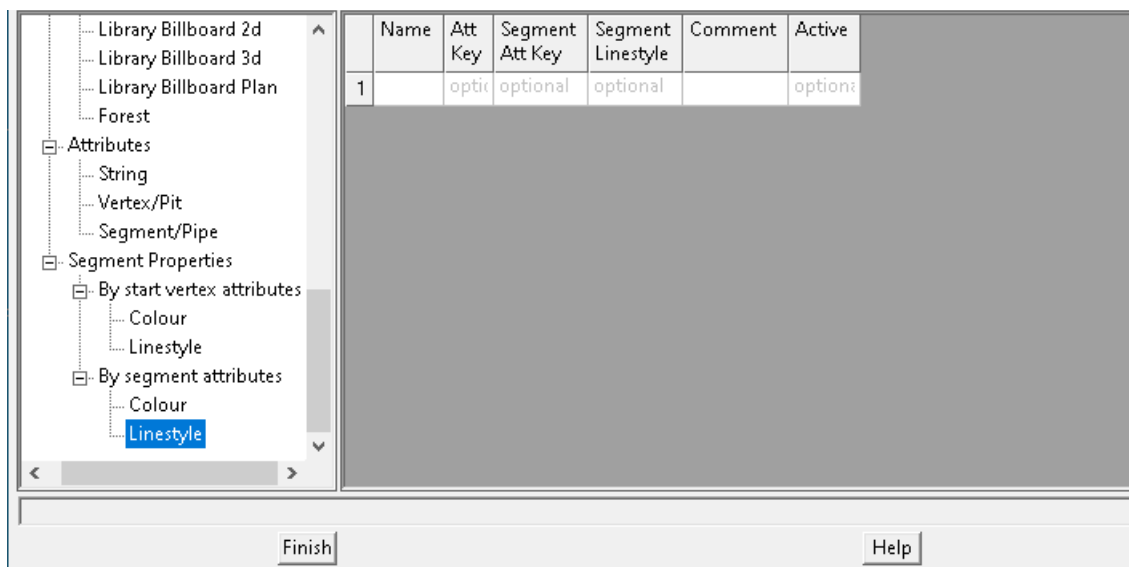 Library Billboard 2d
Library Billboard 3d
Library Billboard Plan
Forest
Attributes
String
Vertex/Pit
Segment/Pipe
Segment Properties
By start vertex attributes
Colour
Linestyle
By segment attributes
Colour
Linestyle
Name Att Segment Segment Comment Active
Key Att Key Linestyle
1 optio optional optional optiona
Finish Help